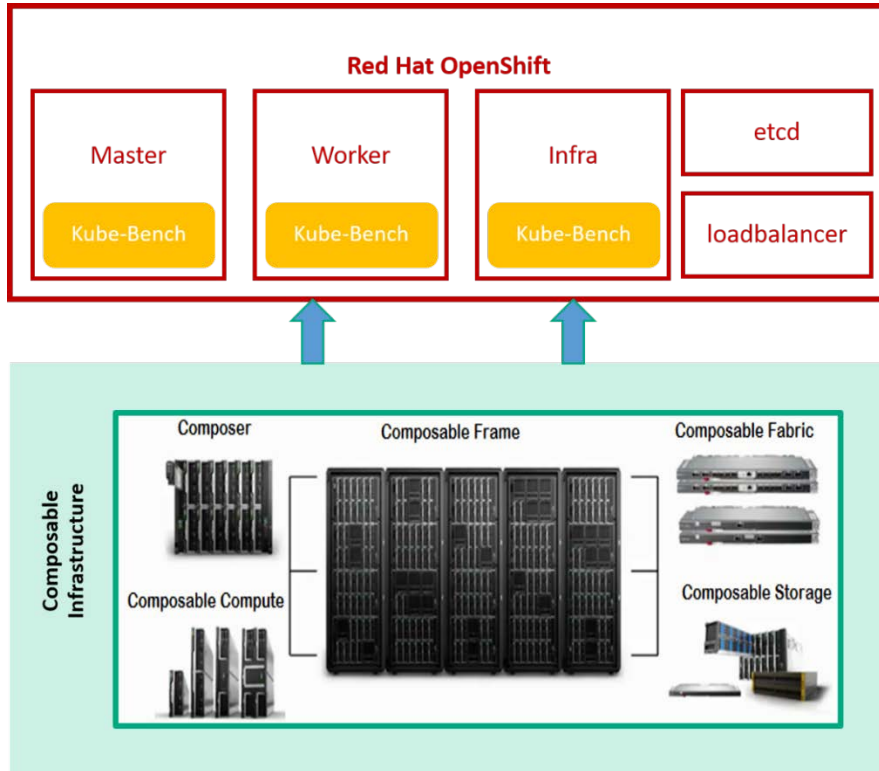 Red Hat OpenShift
Master
Worker
Infra
etcd
Kube-Bench
Kube-Bench
Kube-Bench
loadbalancer
Composable
Infrastructure
Composer
Composable Frame
Composable Fabric
Composable Compute
Composable Storage